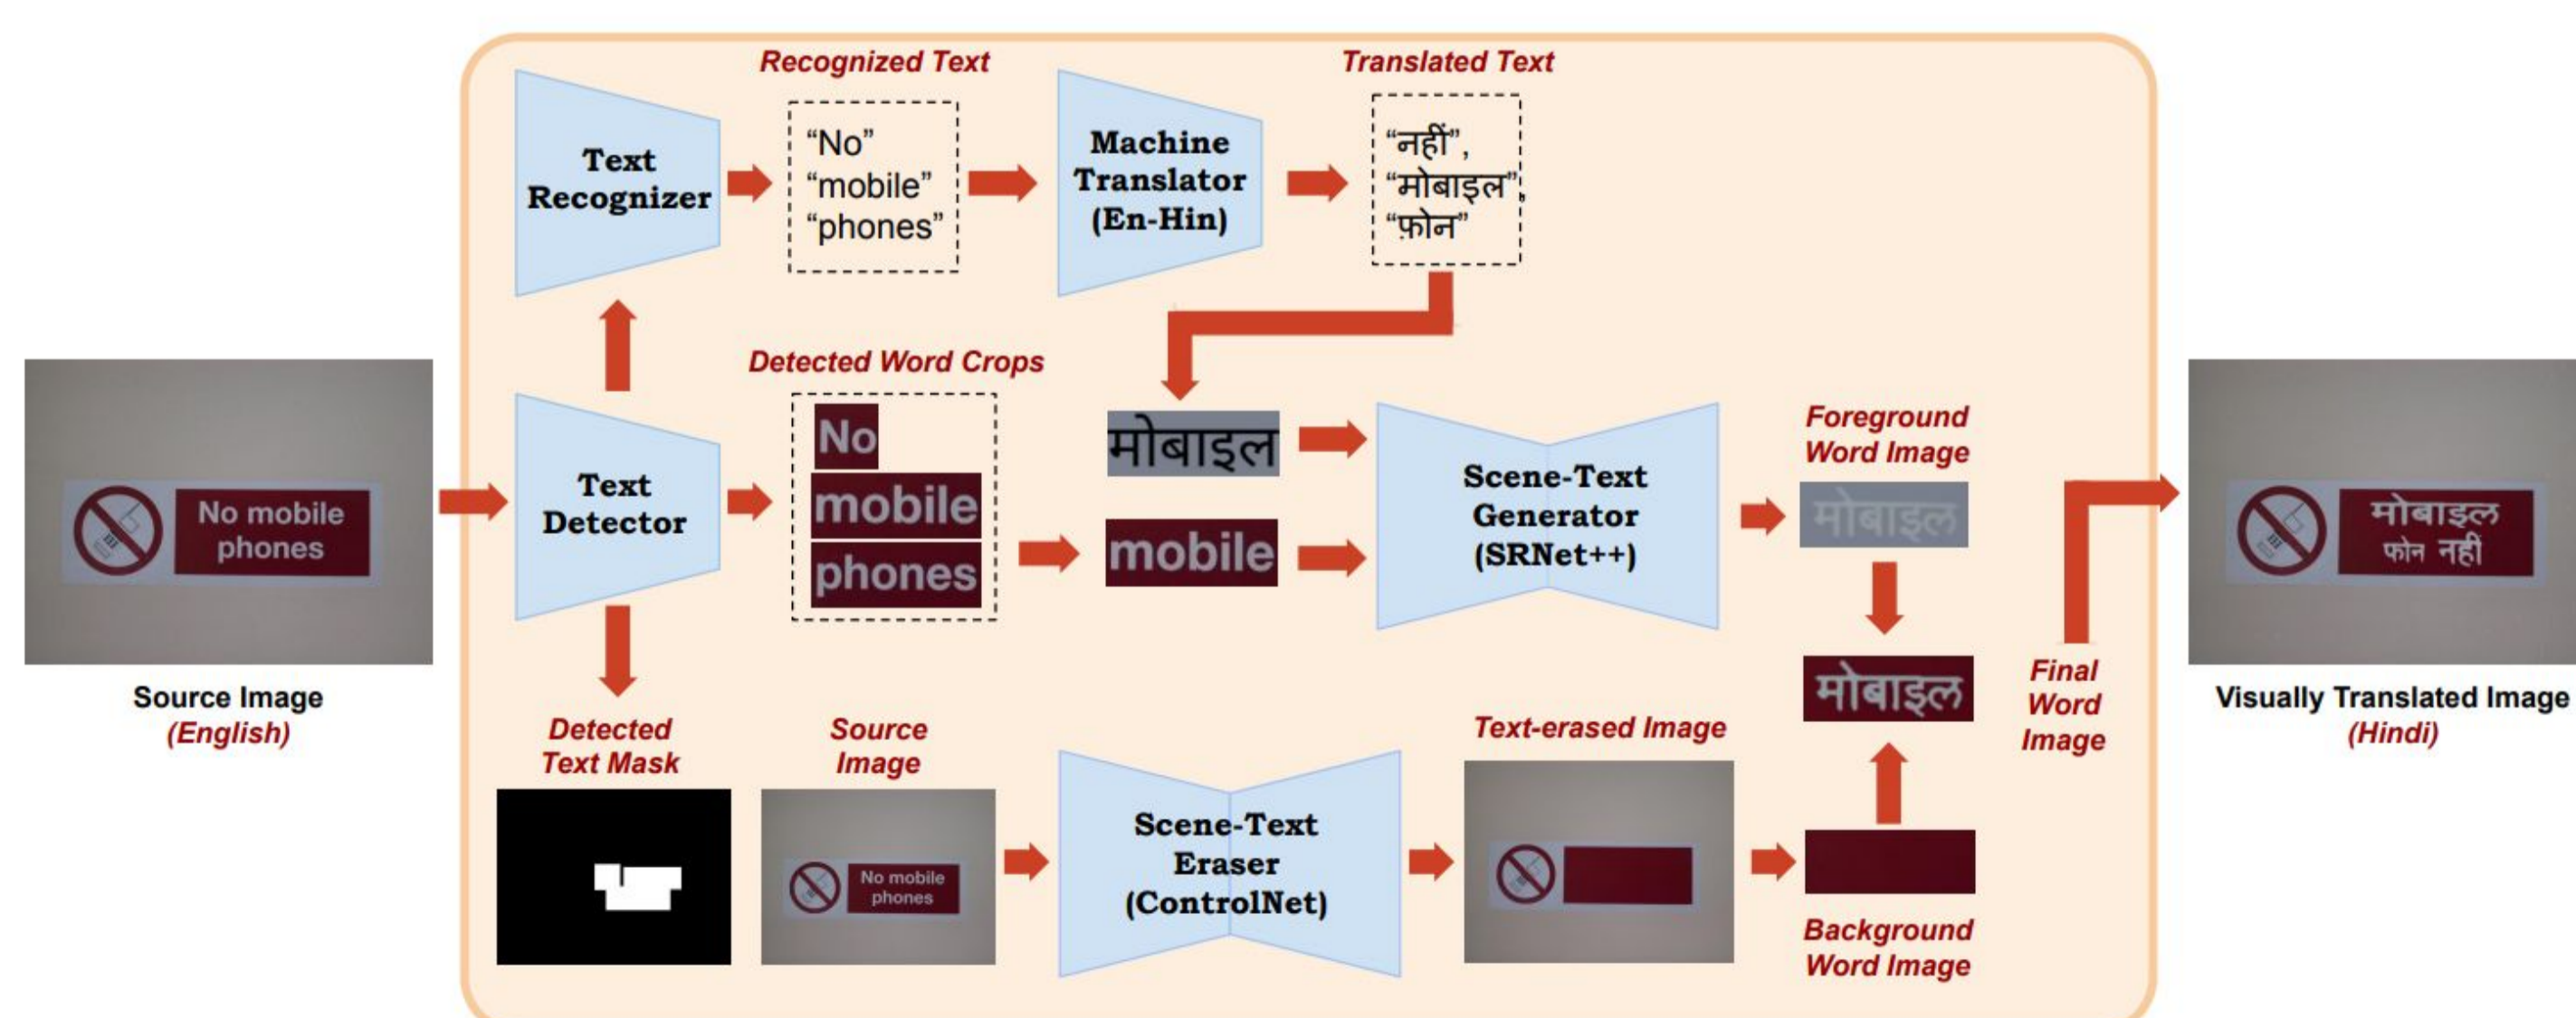 Recognized Text
Translated Text
Text
Recognizer
“No”
“mobile”
“phones”
Machine
Translator
(En-Hin)
“नहीं”,
“मोबाइल”,
“फ़ोन”
Detected Word Crops
No
mobile
phones
Text
Detector
मोबाइल
mobile
Scene-Text
Generator
(SRNet++)
Foreground
Word Image
मोबाइल
मोबाइल
No mobile
phones
Source Image
(English)
Detected
Text Mask
Source
Image
No mobile
phones
Scene-Text
Eraser
(ControlNet)
Text-erased Image
Background
Word Image
Final
Word
Image
मोबाइल
फोन नहीं
Visually Translated Image
(Hindi)